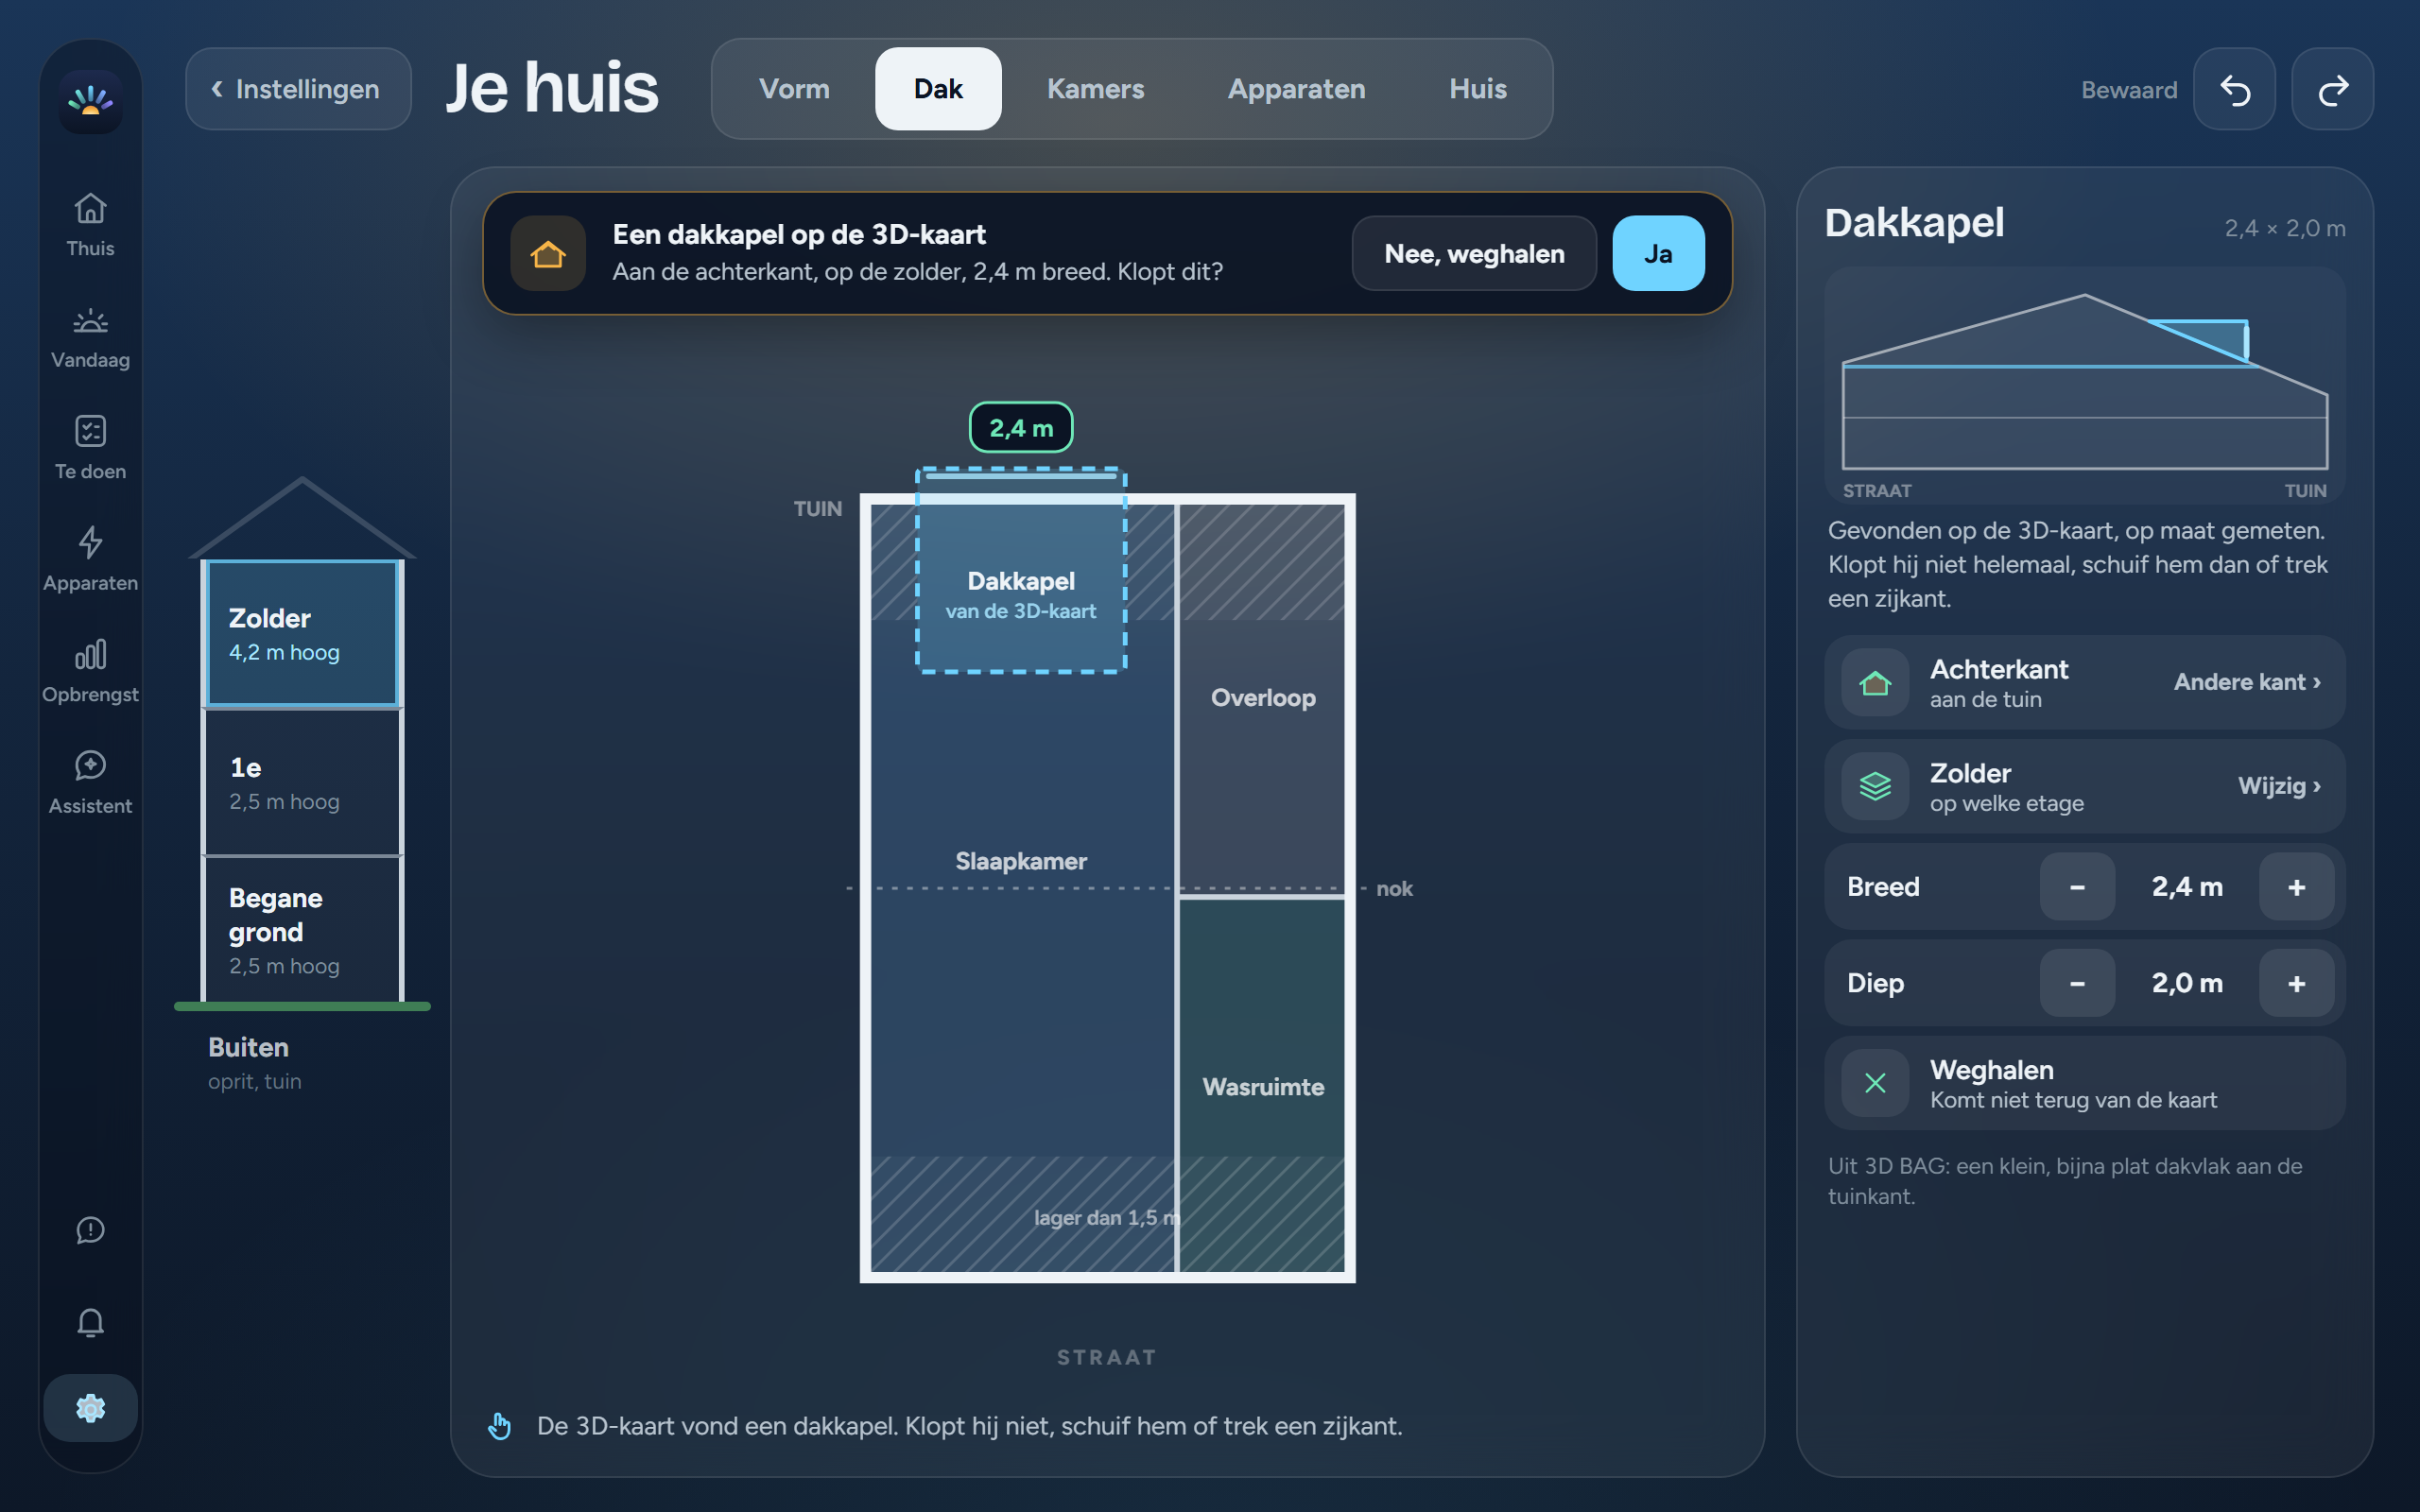 ‹ Instellingen
Je huis
Vorm
Dak
Kamers
Apparaten
Huis
Bewaard
Thuis
Vandaag
Te doen
Apparaten
Opbrengst
Assistent
Zolder
4,2 m hoog
1e
2,5 m hoog
Begane
grond
2,5 m hoog
Buiten
oprit, tuin
Een dakkapel op de 3D-kaart
Aan de achterkant, op de zolder, 2,4 m breed. Klopt dit?
Nee, weghalen
Ja
2,4 m
TUIN
Dakkapel
van de 3D-kaart
Overloop
Slaapkamer
nok
Wasruimte
lager dan 1,5 m
STRAAT
De 3D-kaart vond een dakkapel. Klopt hij niet, schuif hem of trek een zijkant.
Dakkapel
2,4 × 2,0 m
STRAAT
TUIN
Gevonden op de 3D-kaart, op maat gemeten.
Klopt hij niet helemaal, schuif hem dan of trek
een zijkant.
Achterkant
aan de tuin
Andere kant ›
Zolder
op welke etage
Wijzig ›
Breed
− 2,4 m +
Diep
− 2,0 m +
Weghalen
Komt niet terug van de kaart
Uit 3D BAG: een klein, bijna plat dakvlak aan de
tuinkant.